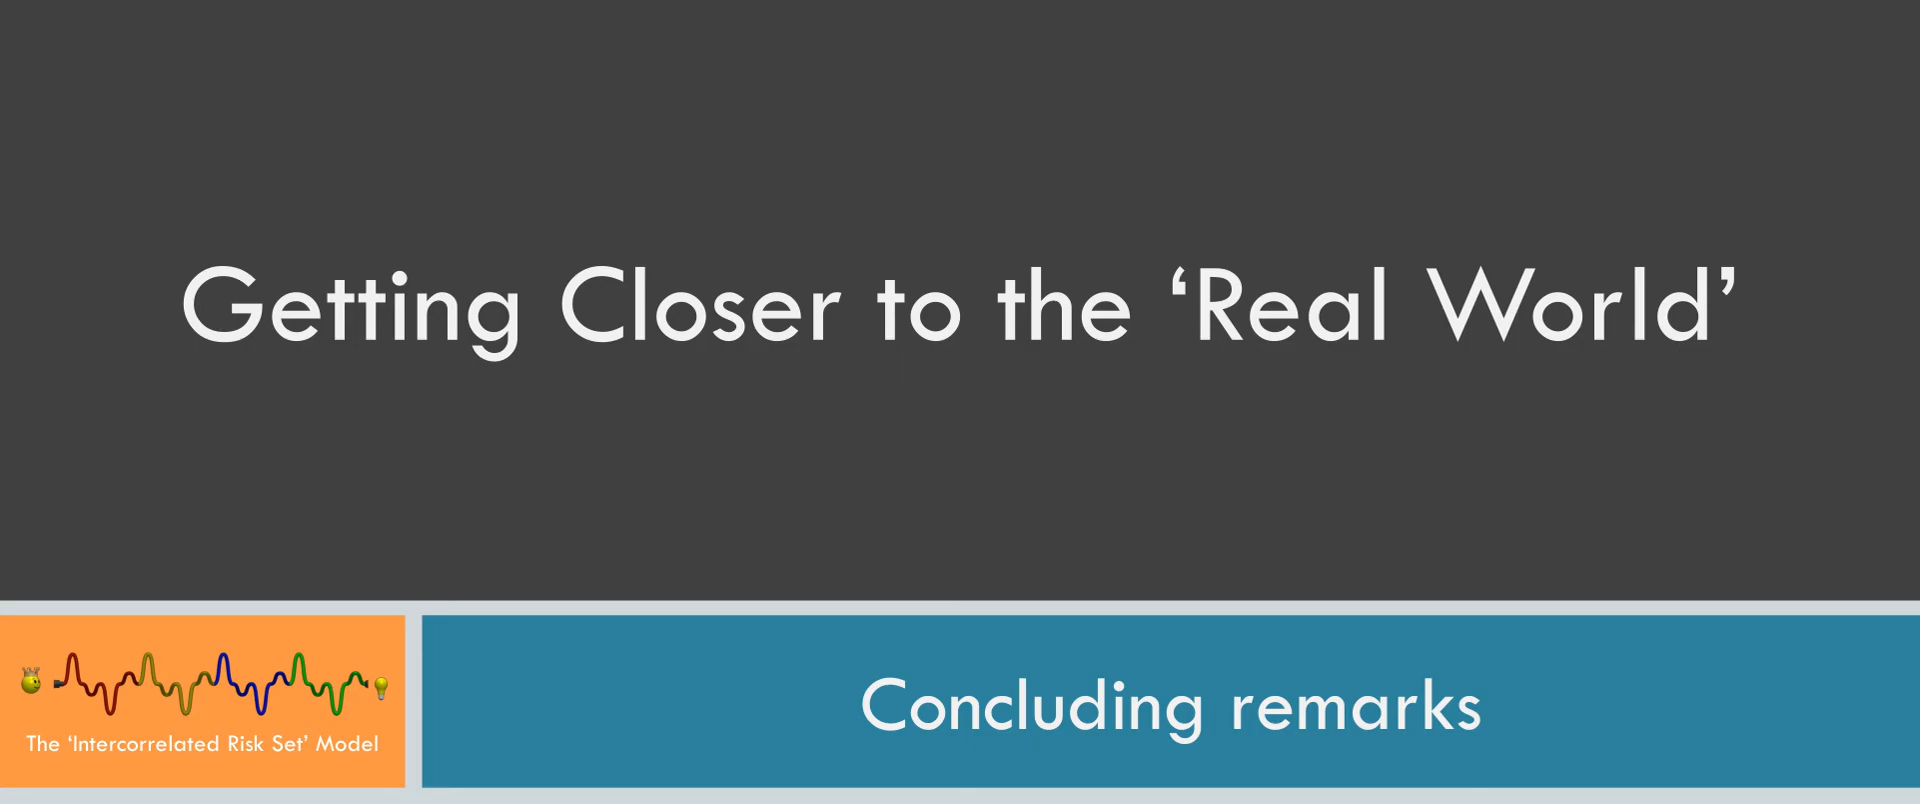 Getting Closer to the ‘Real World’
The ‘Intercorrelated Risk Set’ Model
Concluding remarks